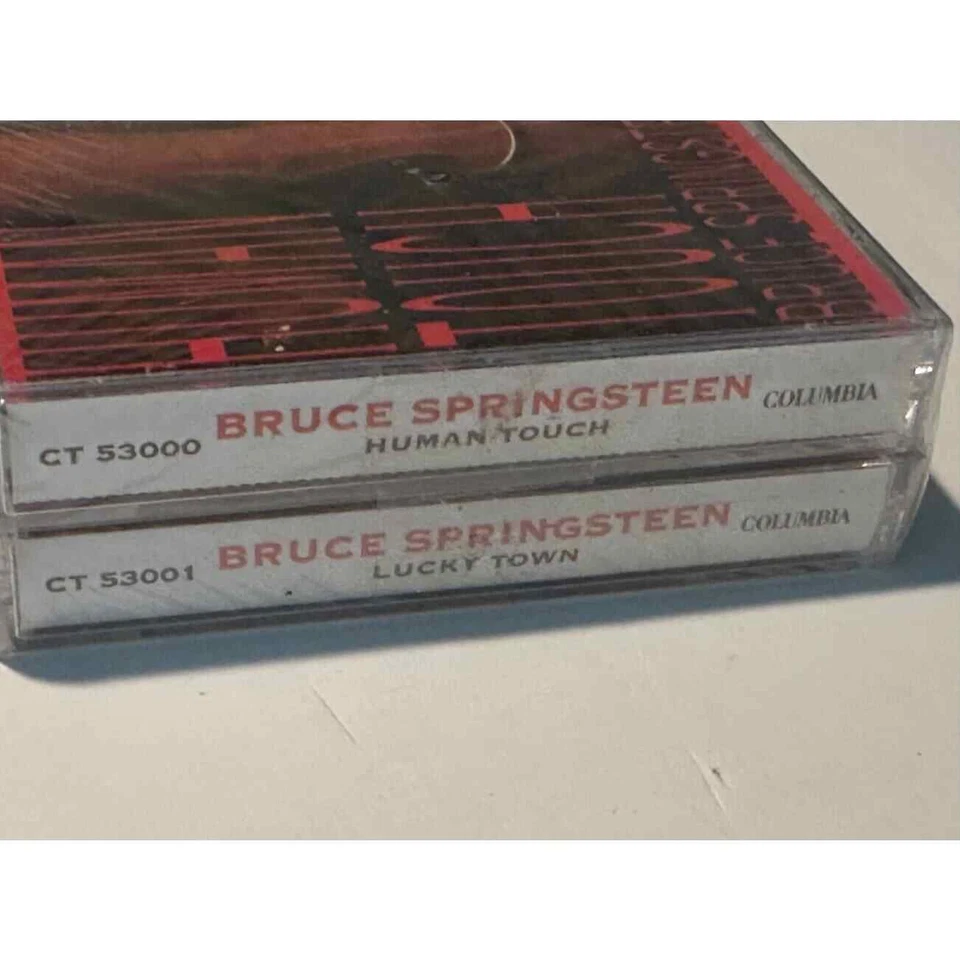 CT 53000 BRUCE SPRINGSTEEN COLUMBIA
HUMAN TOUCH
CT 53001 BRUCE SPRINGSTEEN COLUMBIA
LUCKY TOWN